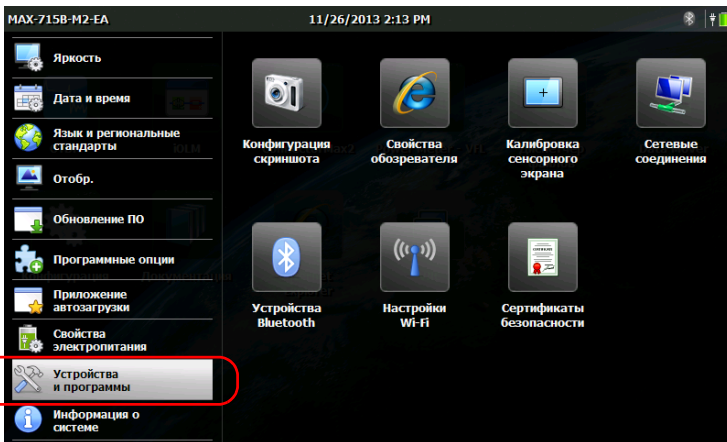 MAX-715B-M2-EA
11/26/2013 2:13 PM
Яркость
Дата и время
Язык и региональные
стандарты
Отобр.
Обновление ПО
Программные опции
Приложение
автозагрузки
Свойства
электропитания
Устройства
и программы
Информация о
системе
Конфигурация
скриншота
Свойства
обозревателя
Калибровка
сенсорного
экрана
Сетевые
соединения
Устройства
Bluetooth
Настройки
Wi-Fi
Сертификаты
безопасности